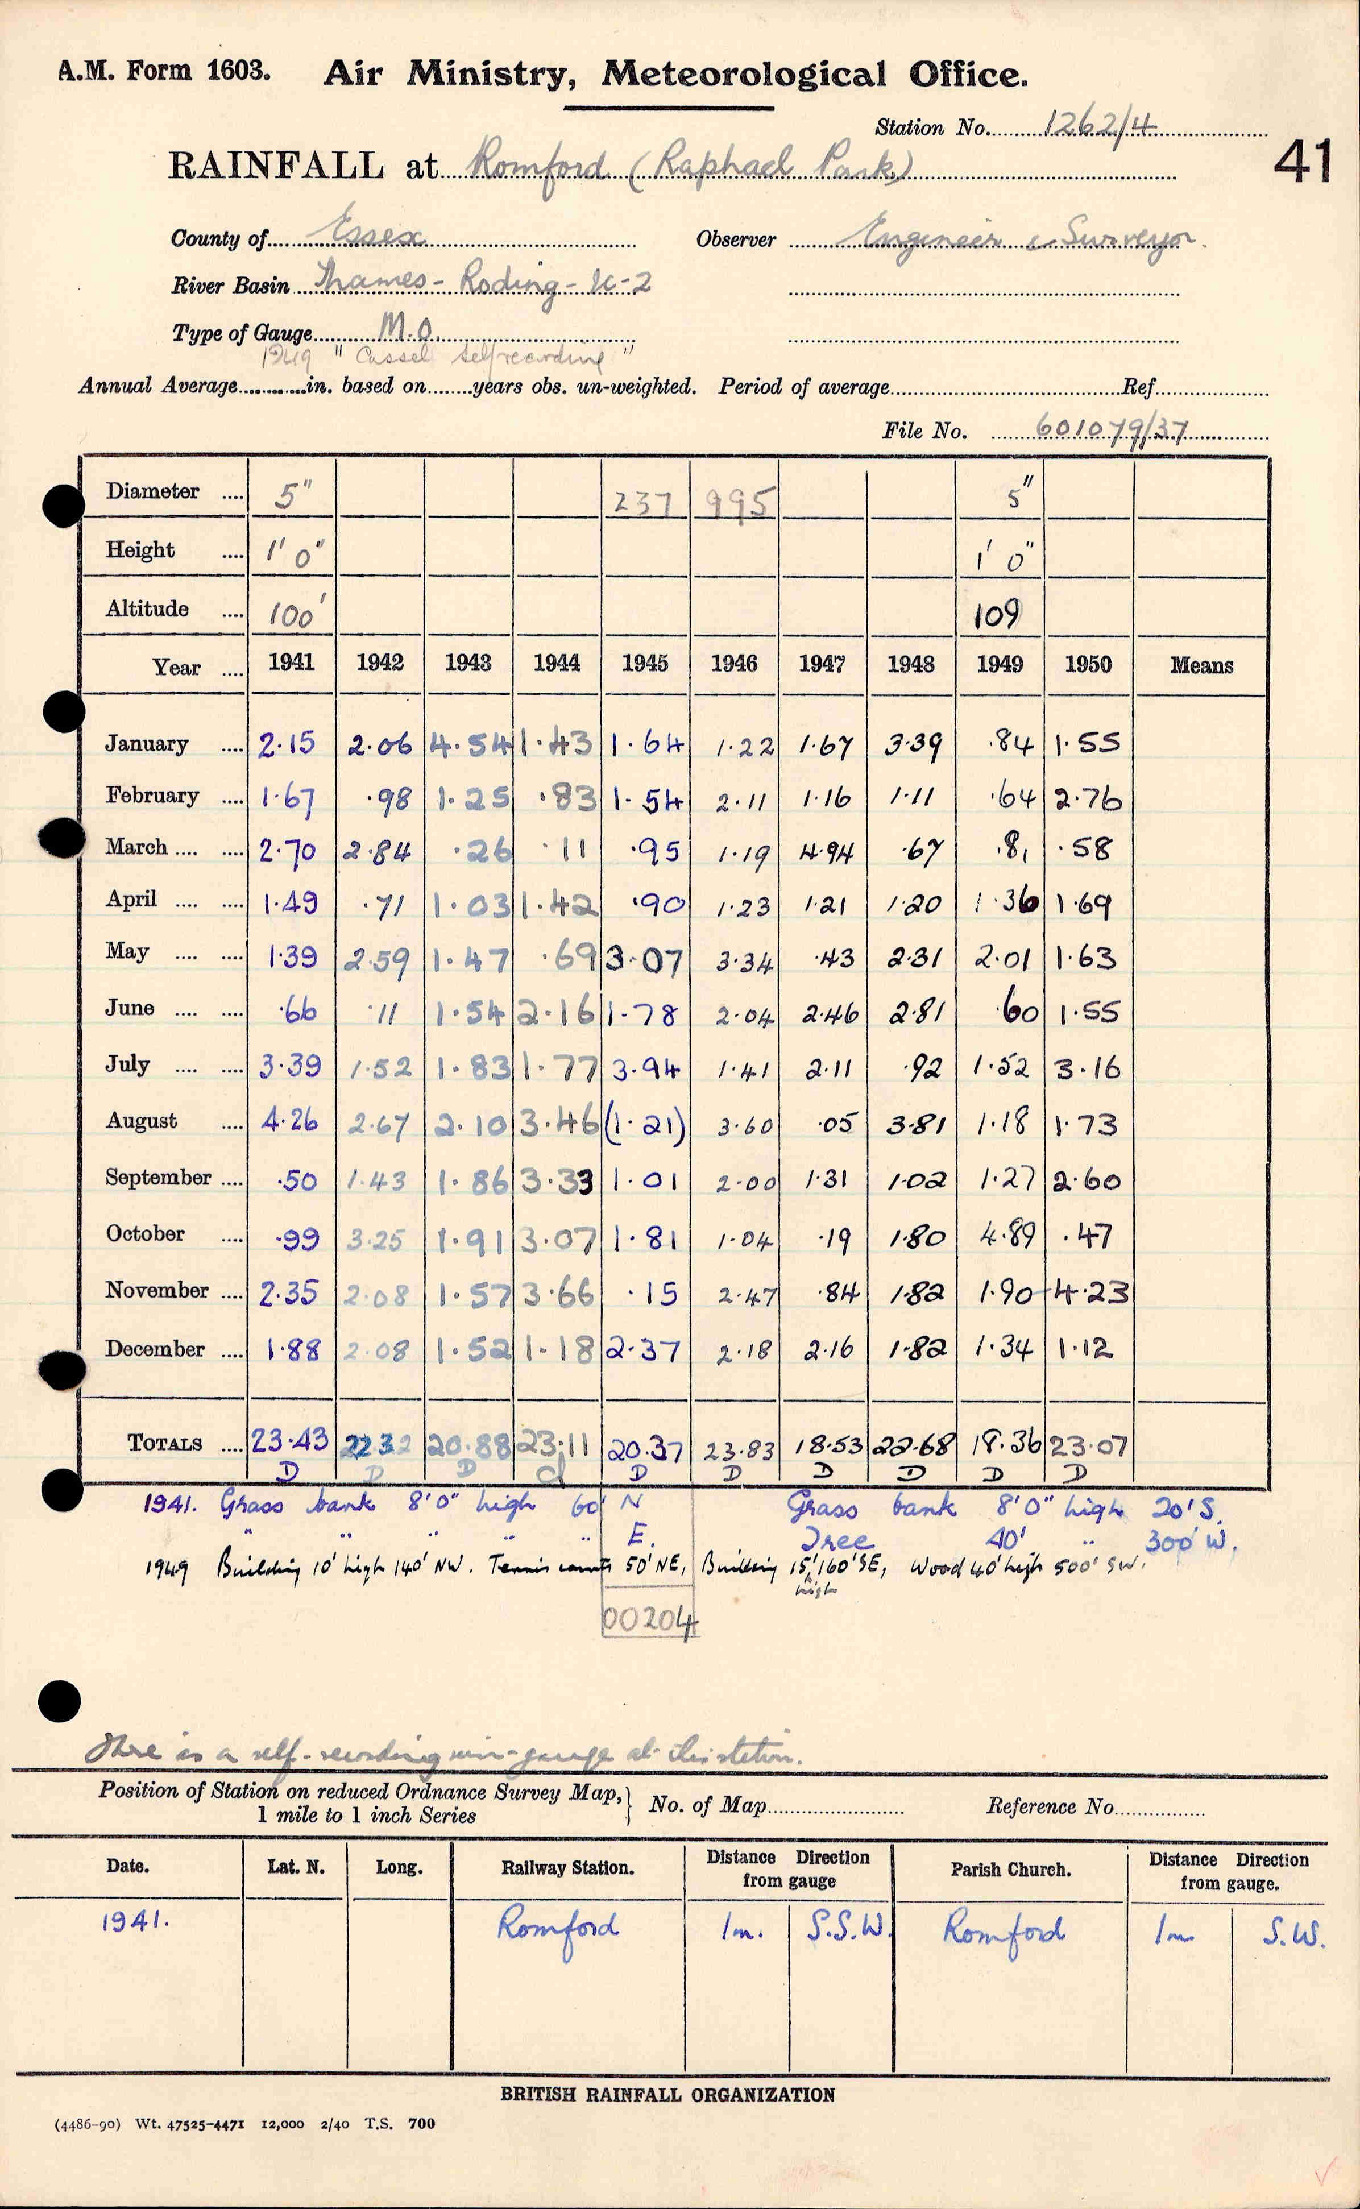 A.M. Form 1603. Air Ministry, Meteorological Office.
Station No. 1262/4
41
RAINFALL at Romford (Raphael Park)
County of Essex Observer Engineer & Surveyor
River Basin Thames - Roding -
Type of Gauge M.O.
1949 " Cassel selfrecording "
Annual Average in. based on years obs. un-weighted. Period of average Ref.
File No. 601079/37
Diameter .... 5" 237 995 5"
Height .... 1' 0" 1' 0"
Altitude .... 100' 109
Year .... 1941 1942 1943 1944 1945 1946 1947 1948 1949 1950 Means
January .... 2.15 2.06 4.54 1.43 1.64 1.22 1.67 3.39 .84 1.55
February .... 1.67 .98 1.25 .83 1.54 2.11 1.16 1.11 .64 2.76
March .... .... 2.70 2.84 .26 .11 .95 1.19 4.94 .67 .81 .58
April .... .... 1.49 .71 1.03 1.42 .90 1.23 1.21 1.20 1.36 1.69
May .... .... 1.39 2.59 1.47 .69 3.07 3.34 .43 2.31 2.01 1.63
June .... .... .66 .11 1.54 2.16 1.78 2.04 2.46 2.81 .60 1.55
July .... .... 3.39 1.52 1.83 1.77 3.94 1.41 2.11 .92 1.52 3.16
August .... 4.26 2.67 2.10 3.46 (1.21) 3.60 .05 3.81 1.18 1.73
September .... .50 1.43 1.86 3.33 1.01 2.00 1.31 1.02 1.27 2.60
October .... .99 3.25 1.91 3.07 1.81 1.04 .19 1.80 4.89 .47
November .... 2.35 2.08 1.57 3.66 .15 2.47 .84 1.82 1.90 4.23
December .... 1.88 2.08 1.52 1.18 2.37 2.18 2.16 1.82 1.34 1.12
TOTALS .... 23.43 22.32 20.88 23.11 20.37 23.83 18.53 22.68 18.36 23.07
D D D d D D D D D D
1941. Grass bank 8'0" high 60' N Grass bank 8'0" high 20' S.
" " " " " E. Tree 40' " 300' W.
1949 Building 10' high 140' NW. Tennis courts 50' NE, Building 15' high 160' SE, Wood 40' high 500' SW.
00204
There is a self-recording rain-gauge at this station.
Position of Station on reduced Ordnance Survey Map,} No. of Map Reference No.
1 mile to 1 inch Series
Date. Lat. N. Long. Railway Station. Distance Direction from gauge Parish Church. Distance Direction from gauge.
1941. Romford 1m. S.S.W. Romford 1m S.W.
BRITISH RAINFALL ORGANIZATION
(4486-90) Wt. 47525-4471 12,000 2/40 T.S. 700